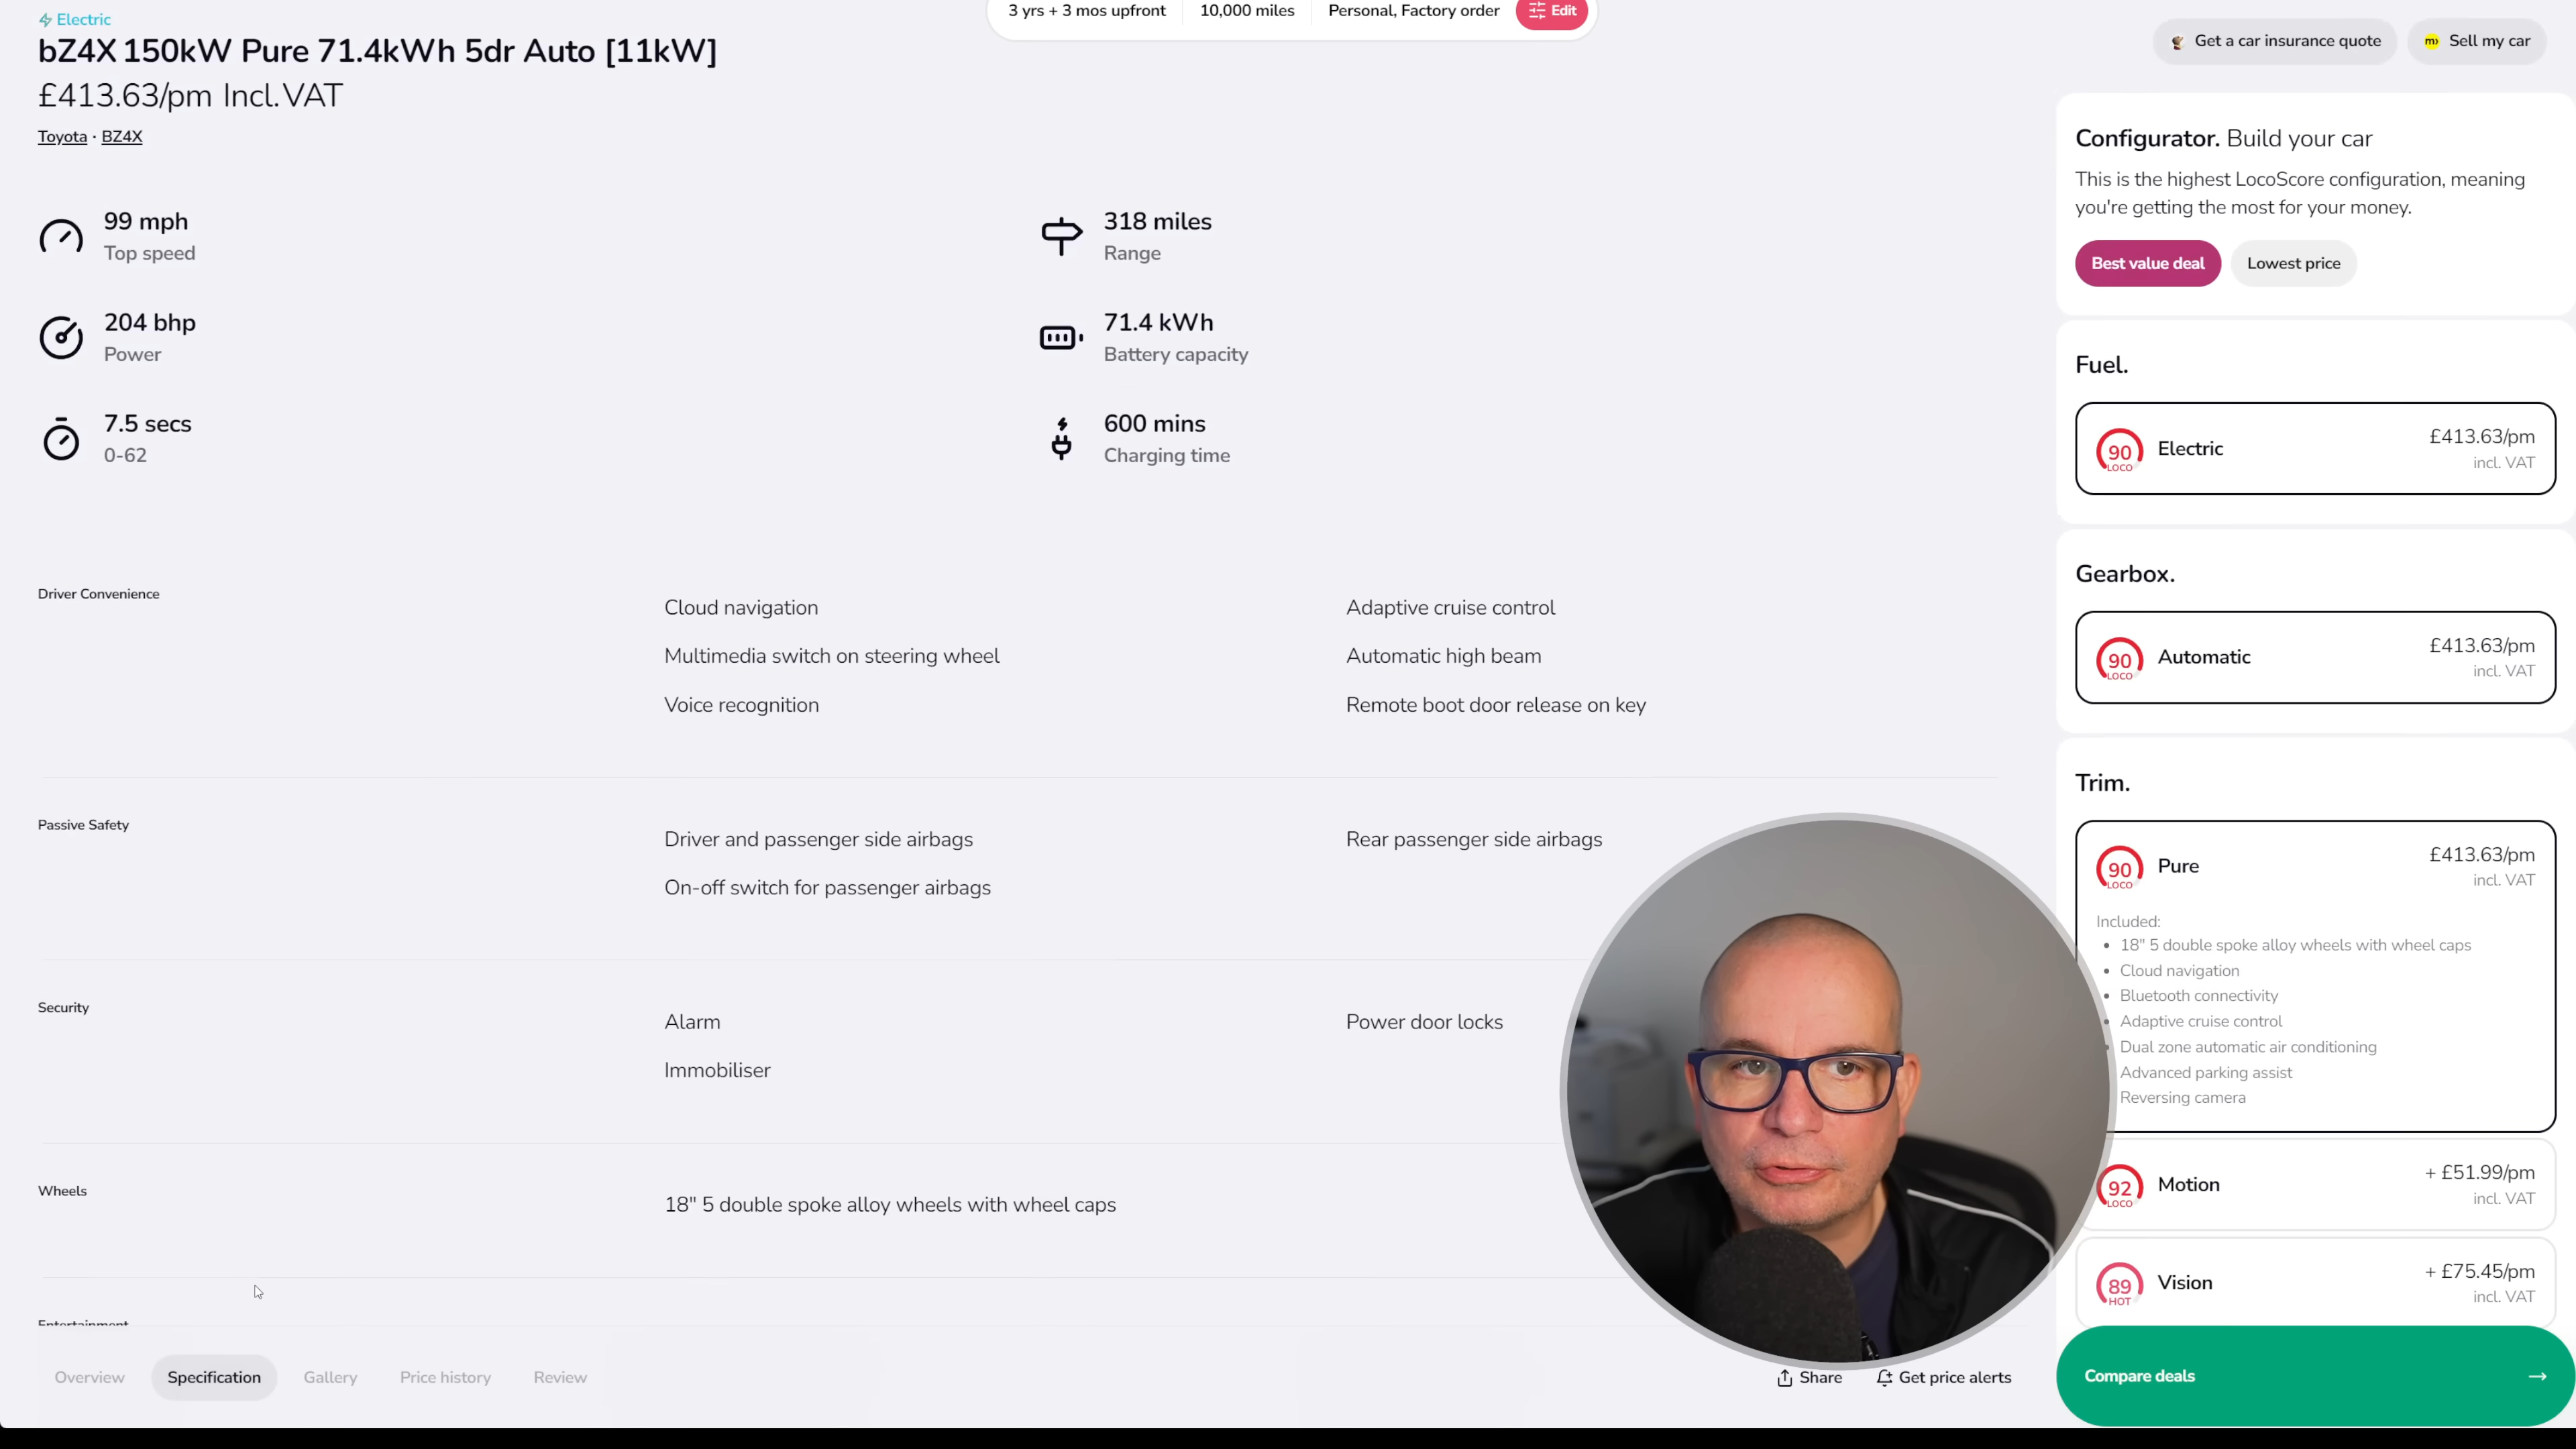 Electric
bZ4X 150kW Pure 71.4kWh 5dr Auto [11kW]
£413.63/pm Incl. VAT
Toyota · BZ4X
3 yrs + 3 mos upfront
10,000 miles
Personal, Factory order
Edit
Get a car insurance quote
Sell my car
99 mph
Top speed
318 miles
Range
204 bhp
Power
71.4 kWh
Battery capacity
7.5 secs
0-62
600 mins
Charging time
Driver Convenience
Cloud navigation
Adaptive cruise control
Multimedia switch on steering wheel
Automatic high beam
Voice recognition
Remote boot door release on key
Passive Safety
Driver and passenger side airbags
Rear passenger side airbags
On-off switch for passenger airbags
Security
Alarm
Power door locks
Immobiliser
Wheels
18" 5 double spoke alloy wheels with wheel caps
Entertainment
Overview
Specification
Gallery
Price history
Review
Share
Get price alerts
Configurator. Build your car
This is the highest LocoScore configuration, meaning
you're getting the most for your money.
Best value deal
Lowest price
Fuel.
90
LOCO
Electric
£413.63/pm
incl. VAT
Gearbox.
90
LOCO
Automatic
£413.63/pm
incl. VAT
Trim.
90
LOCO
Pure
£413.63/pm
incl. VAT
Included:
18" 5 double spoke alloy wheels with wheel caps
Cloud navigation
Bluetooth connectivity
Adaptive cruise control
Dual zone automatic air conditioning
Advanced parking assist
Reversing camera
92
LOCO
Motion
+ £51.99/pm
incl. VAT
89
HOT
Vision
+ £75.45/pm
incl. VAT
Compare deals